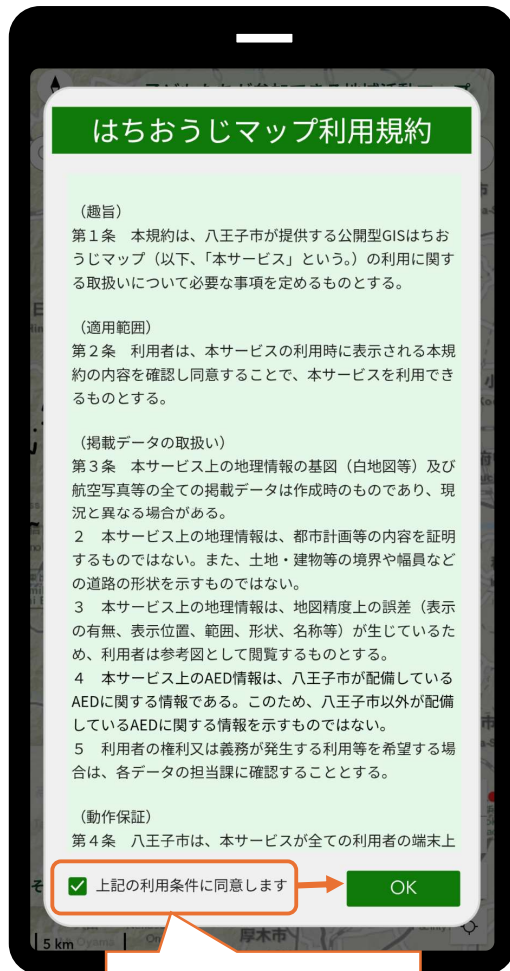 はちおうじマップ利用規約
（趣旨）
第１条　本規約は、八王子市が提供する公開型GISはちお
うじマップ（以下、「本サービス」という。）の利用に関す
る取扱いについて必要な事項を定めるものとする。
（適用範囲）
第２条　利用者は、本サービスの利用時に表示される本規
約の内容を確認し同意することで、本サービスを利用でき
るものとする。
（掲載データの取扱い）
第３条　本サービス上の地理情報の基図（白地図等）及び
航空写真等の全ての掲載データは作成時のものであり、現
況と異なる場合がある。
２　本サービス上の地理情報は、都市計画等の内容を証明
するものではない。また、土地・建物等の境界や幅員など
の道路の形状を示すものではない。
３　本サービス上の地理情報は、地図精度上の誤差（表示
の有無、表示位置、範囲、形状、名称等）が生じているた
め、利用者は参考図として閲覧するものとする。
４　本サービス上のAED情報は、八王子市が配備している
AEDに関する情報である。このため、八王子市以外が配備
しているAEDに関する情報を示すものではない。
５　利用者の権利又は義務が発生する利用等を希望する場
合は、各データの担当課に確認することとする。
（動作保証）
第４条　八王子市は、本サービスが全ての利用者の端末上
上記の利用条件に同意します
OK
厚木市
5 km